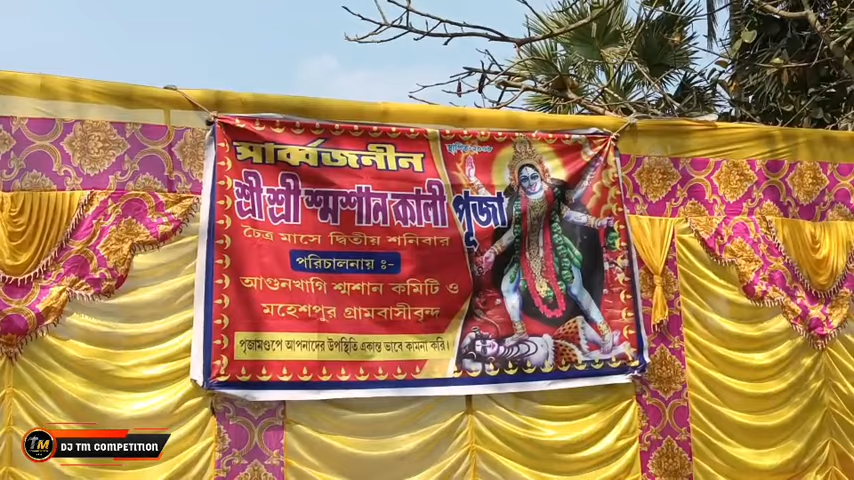 সার্ব্বজনীন
শ্রী শ্রী শ্মশান কালী পূজা
চৈত্র মাসে দ্বিতীয় শনিবার
পরিচালনায় ঃ-
আগুনখাগি শ্মশান কমিটি ও
মহেশপুর গ্রামবাসীবৃন্দ
পূজামণ্ডপে আপনাদের উপস্থিতি একান্ত ভাবে কামনা করি।
TM
DJ TM COMPETITION